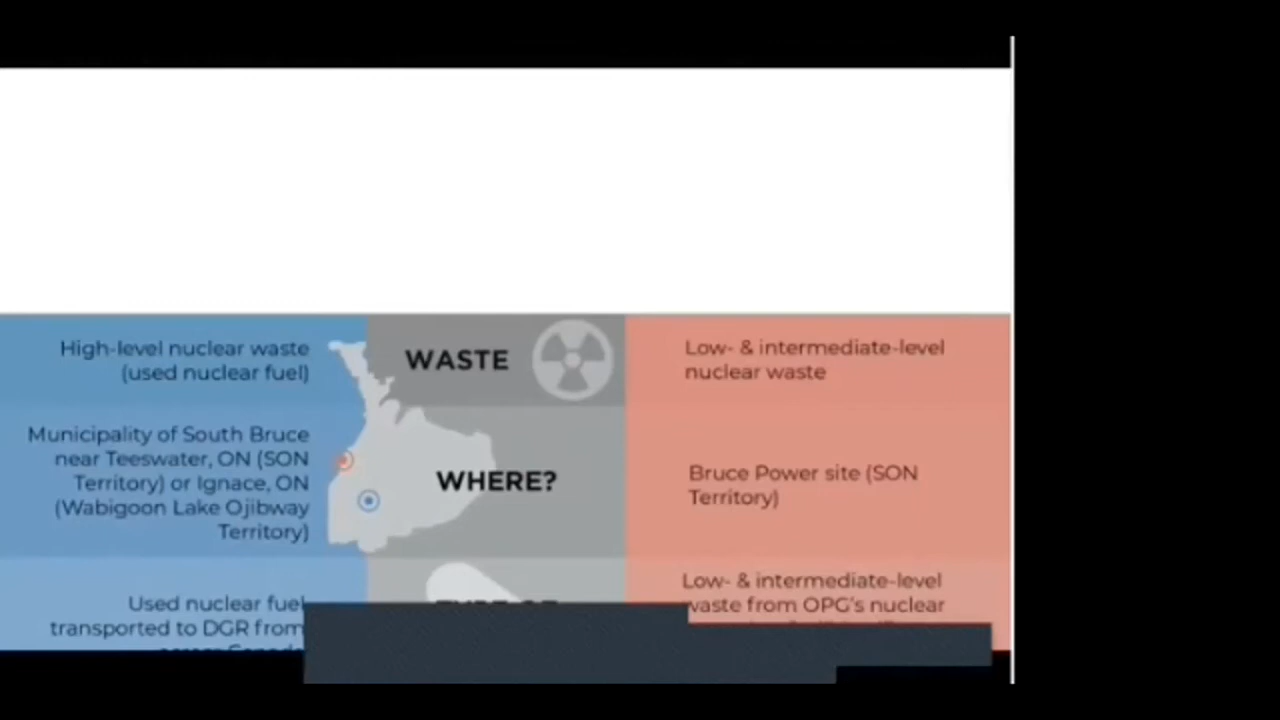 High-level nuclear waste
(used nuclear fuel)
WASTE
Low- & intermediate-level
nuclear waste
Municipality of South Bruce
near Teeswater, ON (SON
Territory) or Ignace, ON
(Wabigoon Lake Ojibway
Territory)
WHERE?
Bruce Power site (SON
Territory)
Used nuclear fuel
transported to DGR from
Low- & intermediate-level
waste from OPG's nuclear